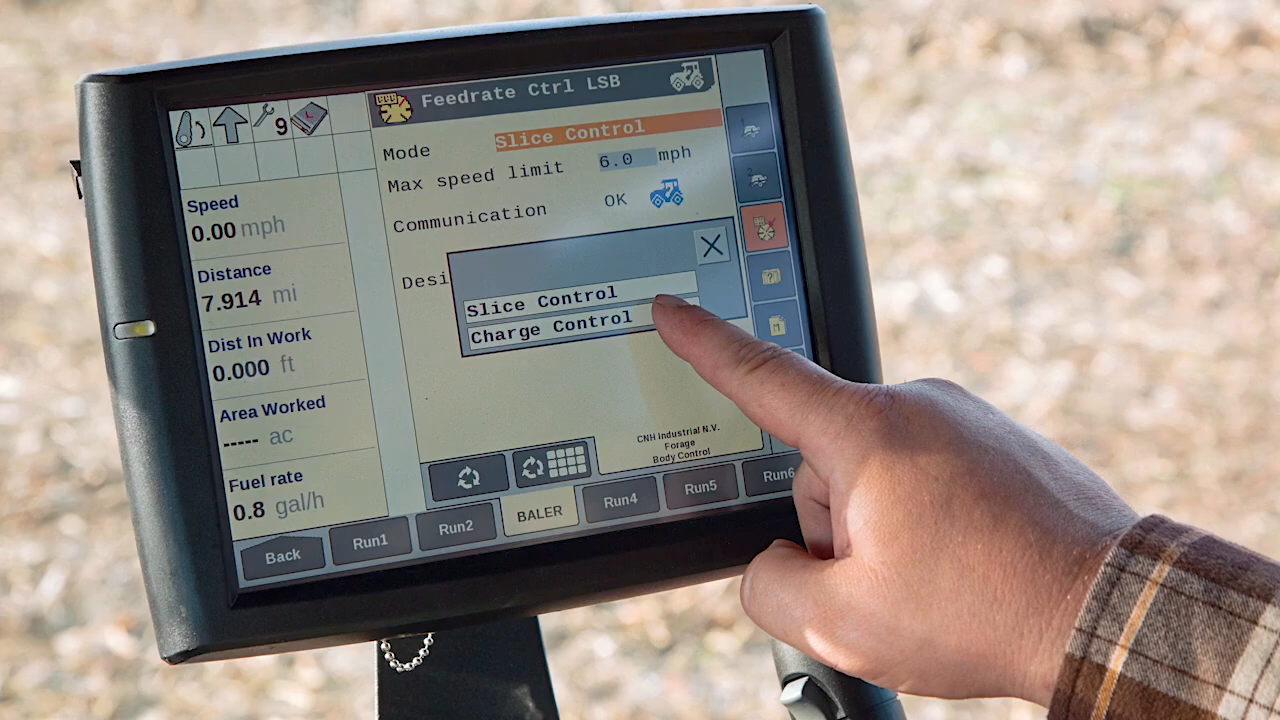 Feedrate Ctrl LSB
9
Mode Slice Control
Max speed limit 6.0 mph
Communication OK
Desi
Slice Control
Charge Control
Speed
0.00 mph
Distance
7.914 mi
Dist In Work
0.000 ft
Area Worked
----- ac
Fuel rate
0.8 gal/h
CNH Industrial N.V.
Forage
Body Control
Back Run1 Run2 BALER Run4 Run5 Run6